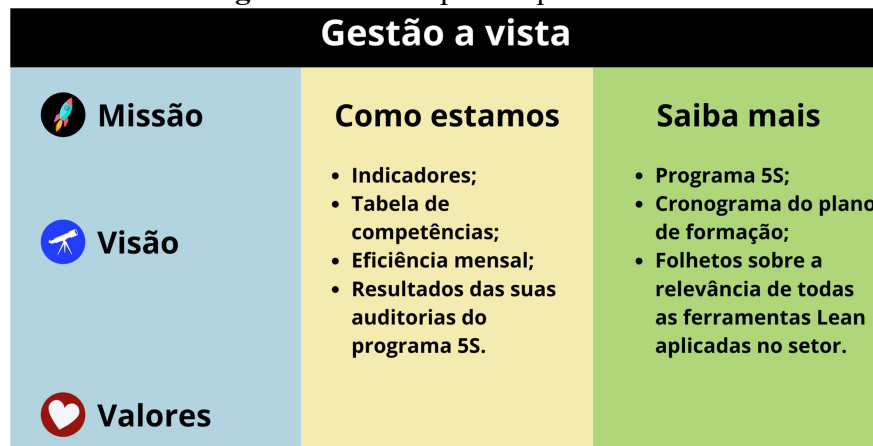 Gestão a vista
Missão
Visão
Valores
Como estamos
• Indicadores;
• Tabela de
competências;
• Eficiência mensal;
• Resultados das suas
auditorias do
programa 5S.
Saiba mais
• Programa 5S;
• Cronograma do plano
de formação;
• Folhetos sobre a
relevância de todas
as ferramentas Lean
aplicadas no setor.